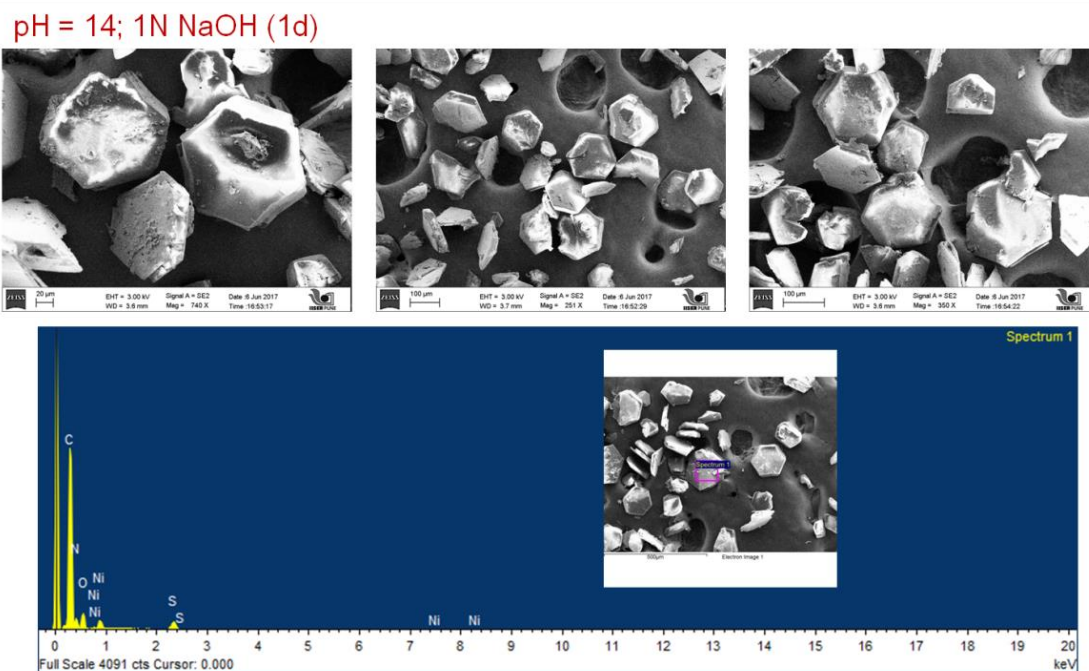 pH = 14; 1N NaOH (1d)
ZEISS
20 µm
EHT = 3.00 kV
WD = 3.6 mm
Signal A = SE2
Mag = 740 X
Date :6 Jun 2017
Time :16:53:17
ZEISS
100 µm
EHT = 3.00 kV
WD = 3.7 mm
Signal A = SE2
Mag = 251 X
Date :6 Jun 2017
Time :16:52:29
ZEISS
100 µm
EHT = 3.00 kV
WD = 3.6 mm
Signal A = SE2
Mag = 350 X
Date :6 Jun 2017
Time :16:54:22
Spectrum 1
Spectrum 1
Electron Image 1
C
N
O
Ni
Ni
Ni
S
S
Ni
Ni
0 1 2 3 4 5 6 7 8 9 10 11 12 13 14 15 16 17 18 19 20
Full Scale 4091 cts Cursor: 0.000
keV